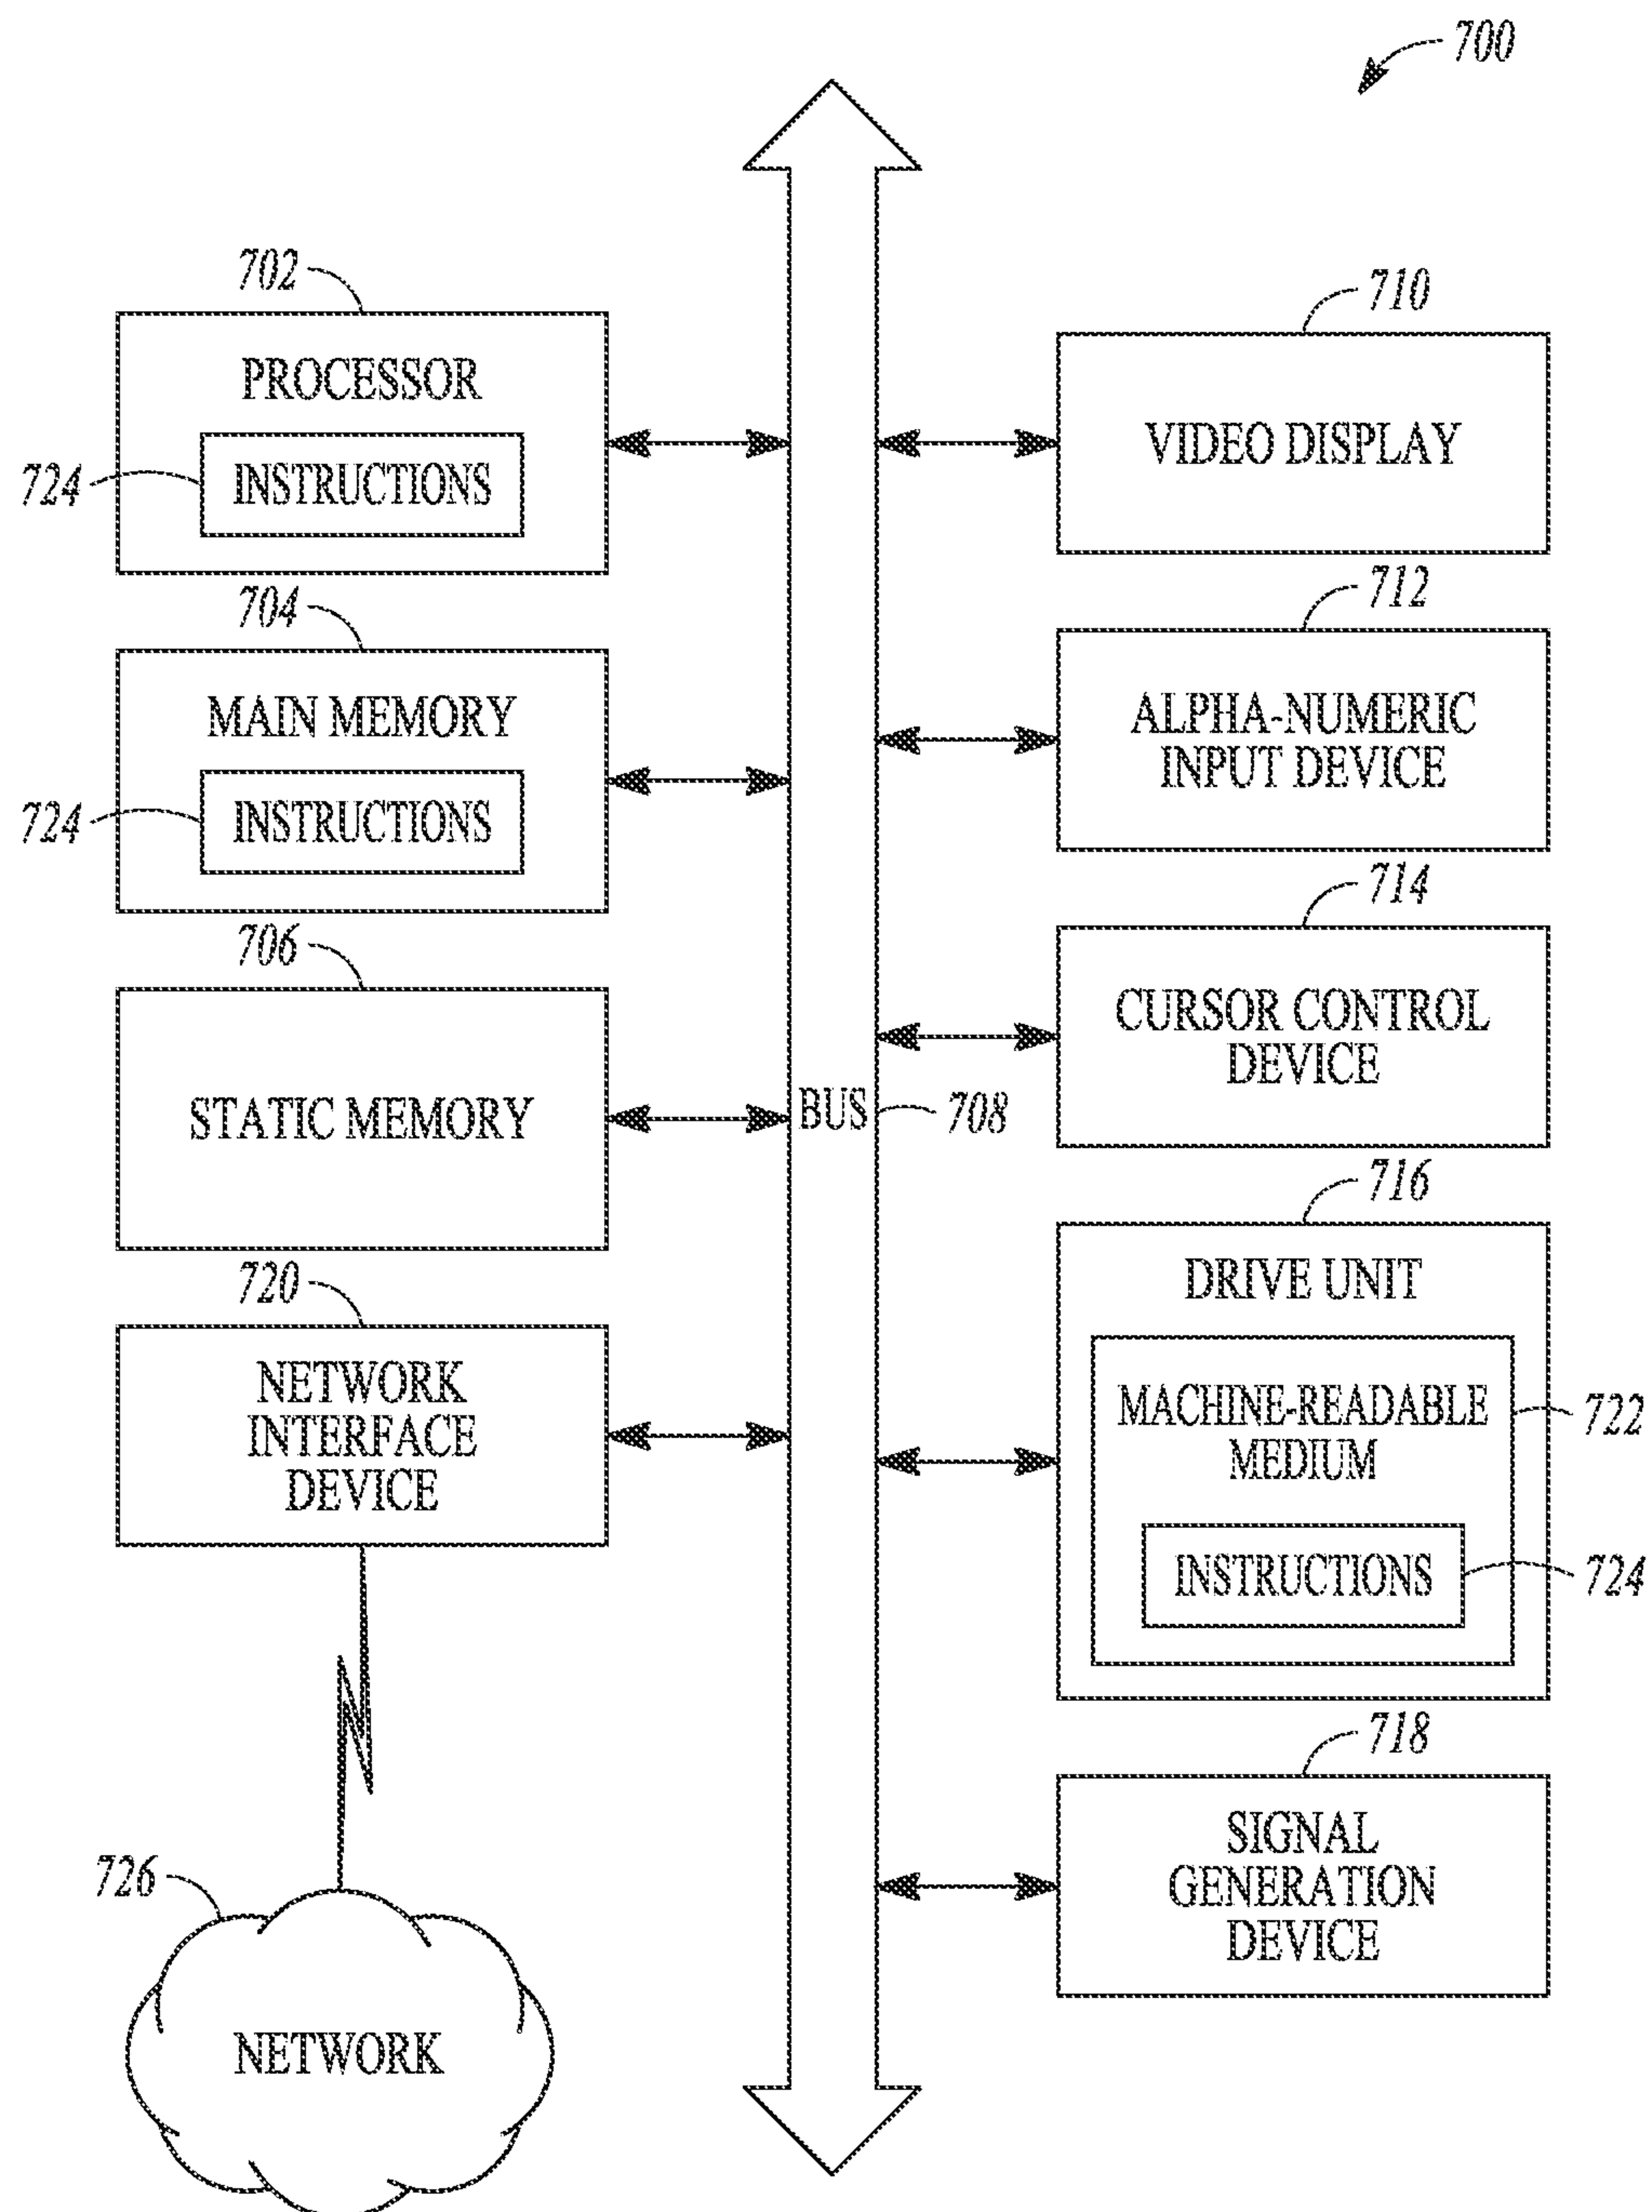 700
702
PROCESSOR
724
INSTRUCTIONS
704
MAIN MEMORY
724
INSTRUCTIONS
706
STATIC MEMORY
720
NETWORK
INTERFACE
DEVICE
726
NETWORK
BUS
708
710
VIDEO DISPLAY
712
ALPHA-NUMERIC
INPUT DEVICE
714
CURSOR CONTROL
DEVICE
716
DRIVE UNIT
MACHINE-READABLE
MEDIUM
722
INSTRUCTIONS
724
718
SIGNAL
GENERATION
DEVICE